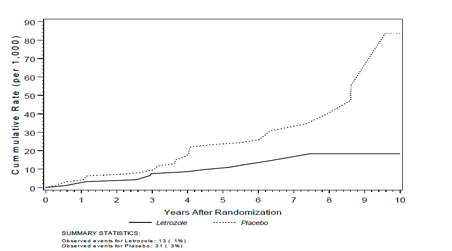 Cummulative Rate (per 1,000)
90
80
70
60
50
40
30
20
10
0
0 1 2 3 4 5 6 7 8 9 10
Years After Randomization
Letrozole Placebo
SUMMARY STATISTICS:
Observed events for Letrozole: 13 ( 1%)
Observed events for Placebo: 31 ( 3%)